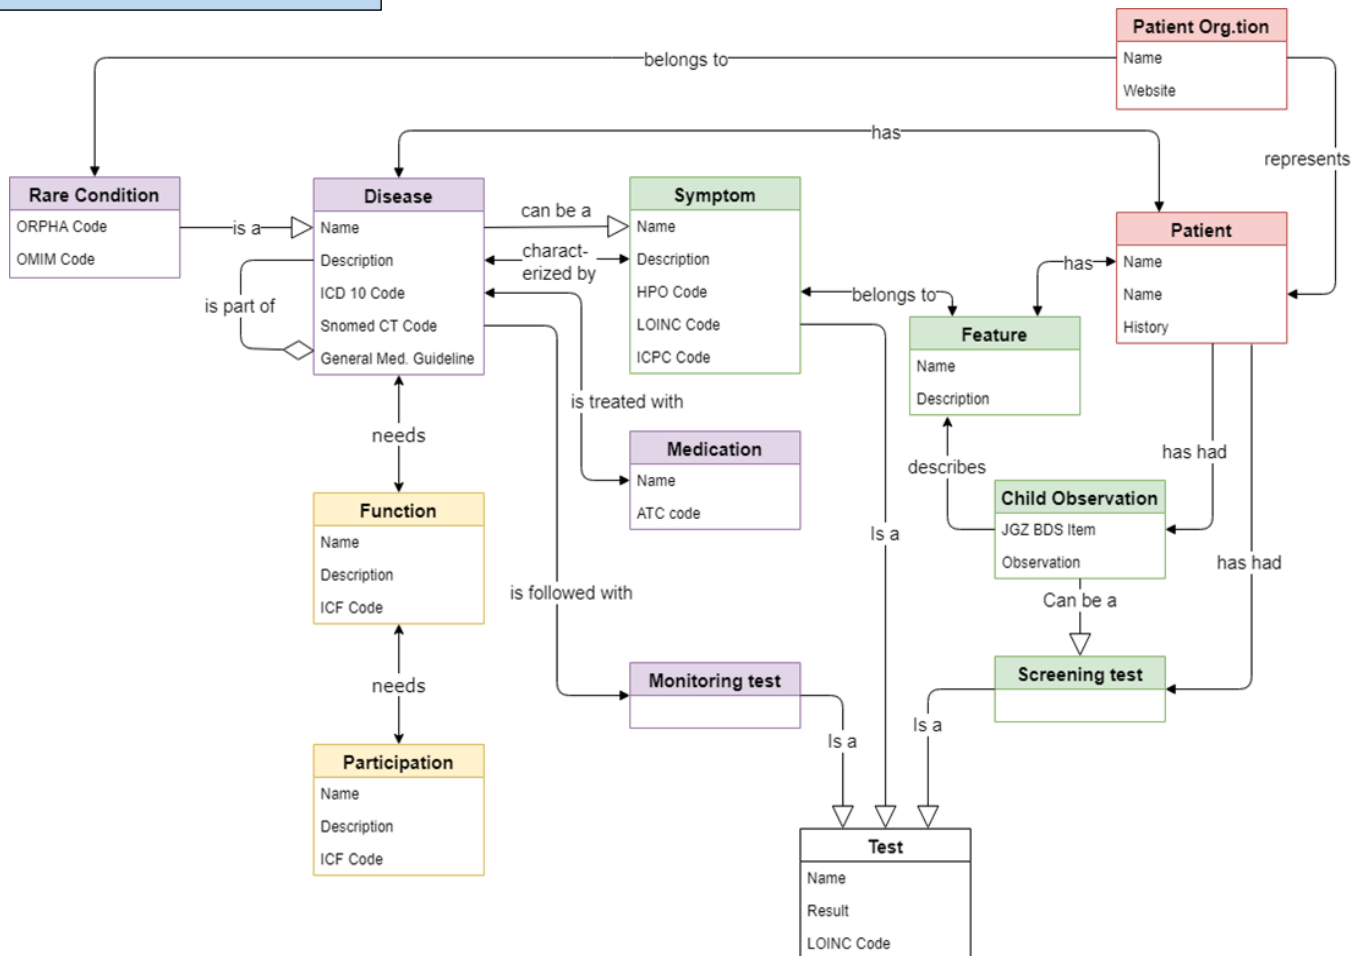 Patient Org.tion
Name
Website
belongs to
has
represents
Rare Condition
ORPHA Code
OMIM Code
is a
Disease
Name
Description
ICD 10 Code
Snomed CT Code
General Med. Guideline
is part of
can be a
charact-
erized by
Symptom
Name
Description
HPO Code
LOINC Code
ICPC Code
belongs to
has
Patient
Name
Name
History
Feature
Name
Description
is treated with
needs
Medication
Name
ATC code
describes
has had
Child Observation
JGZ BDS Item
Observation
Function
Name
Description
ICF Code
Is a
has had
is followed with
Can be a
needs
Monitoring test
Screening test
Is a
Is a
Participation
Name
Description
ICF Code
Test
Name
Result
LOINC Code